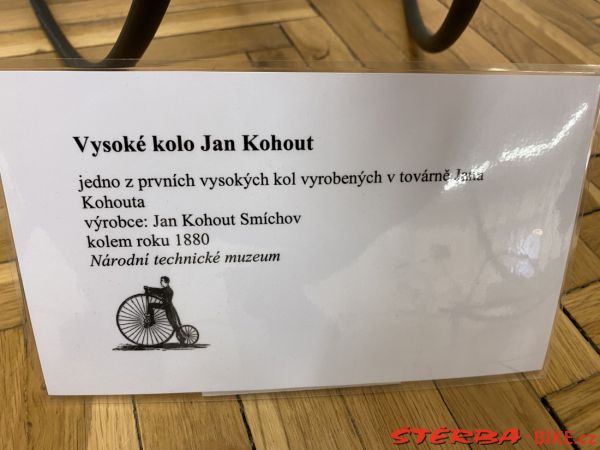 Vysoké kolo Jan Kohout
jedno z prvních vysokých kol vyrobených v továrně Jana
Kohouta
výrobce: Jan Kohout Smíchov
kolem roku 1880
Národní technické muzeum
STERBA-BIKE.cz